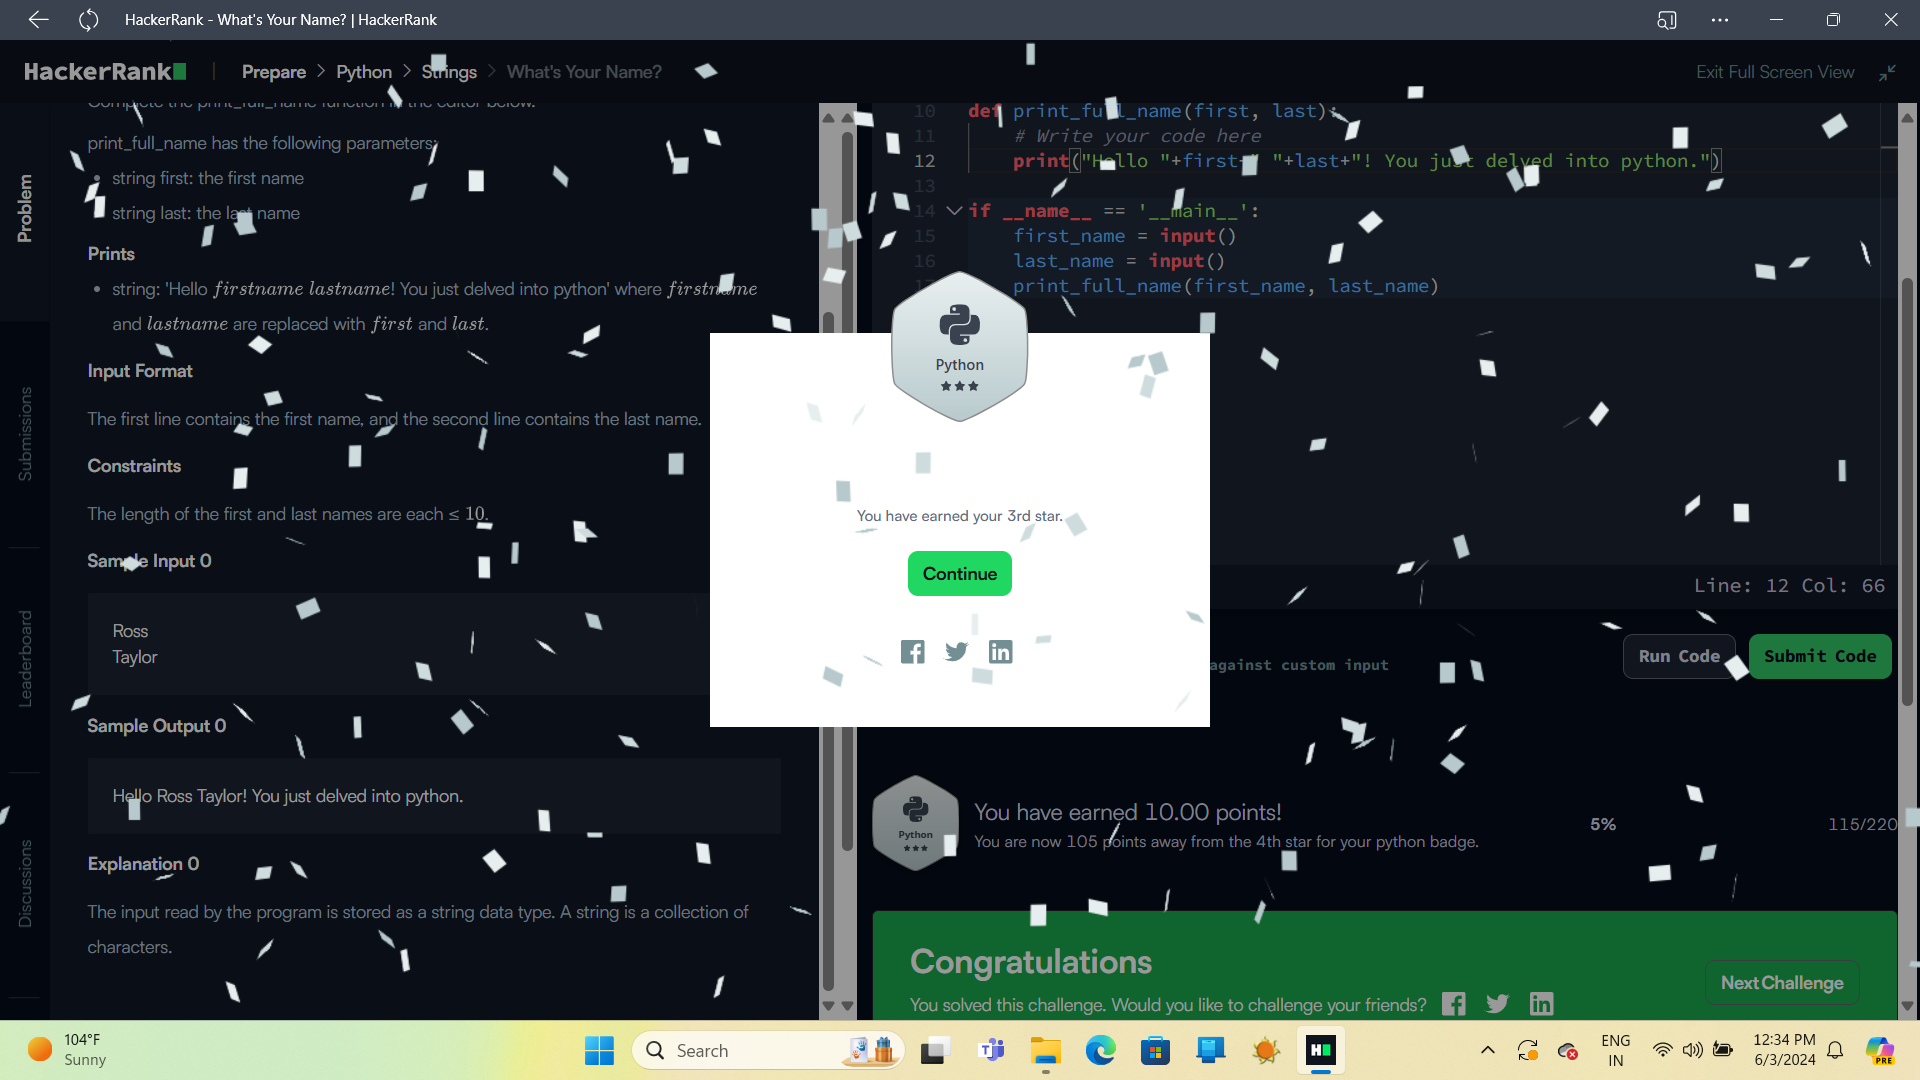 HackerRank - What's Your Name? | HackerRank
HackerRank
Prepare > Python > Strings > What's Your Name?
Exit Full Screen View
Problem
Submissions
Leaderboard
Discussions
Complete the print_full_name function in the editor below.
print_full_name has the following parameters:
• string first: the first name
• string last: the last name
Prints
• string: 'Hello firstname lastname! You just delved into python' where firstname
and lastname are replaced with first and last.
Input Format
The first line contains the first name, and the second line contains the last name.
Constraints
The length of the first and last names are each ≤ 10.
Sample Input 0
Ross
Taylor
Sample Output 0
Hello Ross Taylor! You just delved into python.
Explanation 0
The input read by the program is stored as a string data type. A string is a collection of
characters.
10 def print_full_name(first, last):
11 # Write your code here
12 print("Hello "+first+" "+last+"! You just delved into python.")
13
14 if __name__ == '__main__':
15 first_name = input()
16 last_name = input()
print_full_name(first_name, last_name)
Python
You have earned your 3rd star.
Continue
Line: 12 Col: 66
against custom input
Run Code
Submit Code
Python
You have earned 10.00 points!
You are now 105 points away from the 4th star for your python badge.
5%
115/220
Congratulations
You solved this challenge. Would you like to challenge your friends?
Next Challenge
104°F
Sunny
Search
ENG
IN
12:34 PM
6/3/2024
PRE